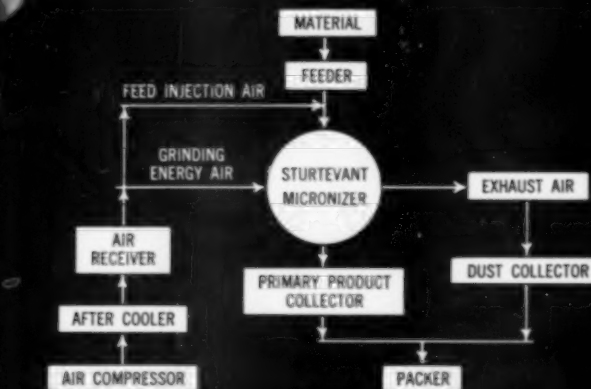 MATERIAL
FEEDER
FEED INJECTION AIR
GRINDING
ENERGY AIR
STURTEVANT
MICRONIZER
EXHAUST AIR
AIR
RECEIVER
PRIMARY PRODUCT
COLLECTOR
DUST COLLECTOR
AFTER COOLER
AIR COMPRESSOR
PACKER